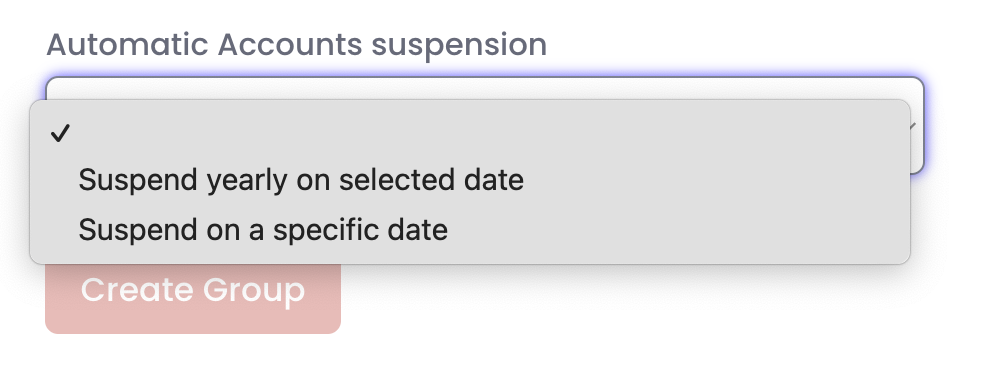 Automatic Accounts suspension
Suspend yearly on selected date
Suspend on a specific date
Create Group